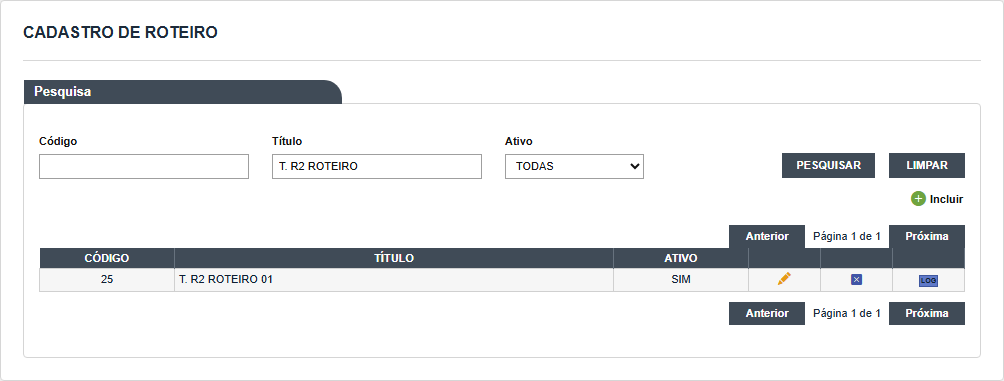 CADASTRO DE ROTEIRO
Pesquisa
Código Título Ativo
T. R2 ROTEIRO TODAS PESQUISAR LIMPAR
Incluir
Anterior Página 1 de 1 Próxima
CÓDIGO TÍTULO ATIVO
25 T. R2 ROTEIRO 01 SIM LOG
Anterior Página 1 de 1 Próxima